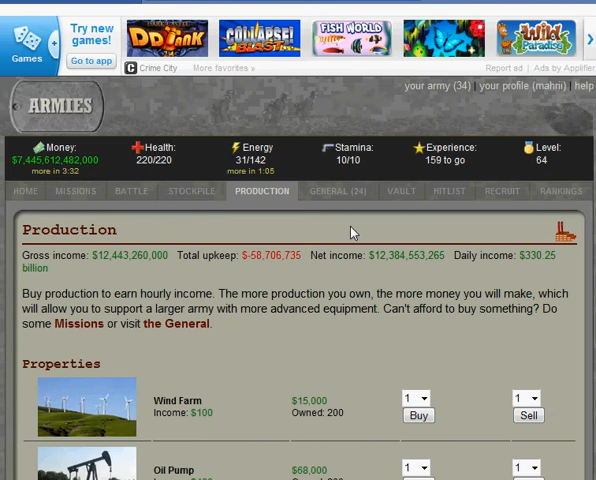 Games
Try new games!
Go to app
DDTANK
COLLAPSE!
BLAST
FISH WORLD
Wild Paradise
C Crime City
More favorites »
Report ad | Ads by Applifier
ARMIES
your army (34) | your profile (mahrii) | help
Money: Health: Energy Stamina: Experience: Level:
$7,445,612,482,000 220/220 31/142 10/10 159 to go 64
more in 3:32 more in 1:05
HOME MISSIONS BATTLE STOCKPILE PRODUCTION GENERAL (24) VAULT HITLIST RECRUIT RANKINGS
Production
Gross income: $12,443,260,000 Total upkeep: $-58,706,735 Net income: $12,384,553,265 Daily income: $330.25
billion
Buy production to earn hourly income. The more production you own, the more money you will make, which
will allow you to support a larger army with more advanced equipment. Can't afford to buy something? Do
some Missions or visit the General.
Properties
Wind Farm $15,000 1 1
Income: $100 Owned: 200 Buy Sell
Oil Pump $68,000 1 1